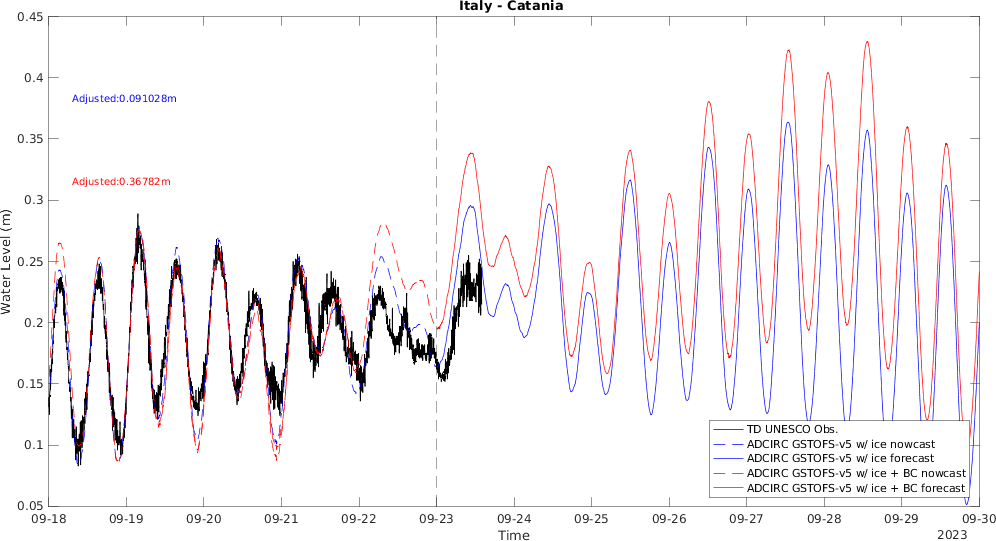 Italy - Catania
0.45
0.4
0.35
0.3
0.25
0.2
0.15
0.1
0.05
Water Level (m)
Adjusted:0.091028m
Adjusted:0.36782m
TD UNESCO Obs.
ADCIRC GSTOFS-v5 w/ ice nowcast
ADCIRC GSTOFS-v5 w/ ice forecast
ADCIRC GSTOFS-v5 w/ ice + BC nowcast
ADCIRC GSTOFS-v5 w/ ice + BC forecast
09-18 09-19 09-20 09-21 09-22 09-23 09-24 09-25 09-26 09-27 09-28 09-29 09-30
Time
2023